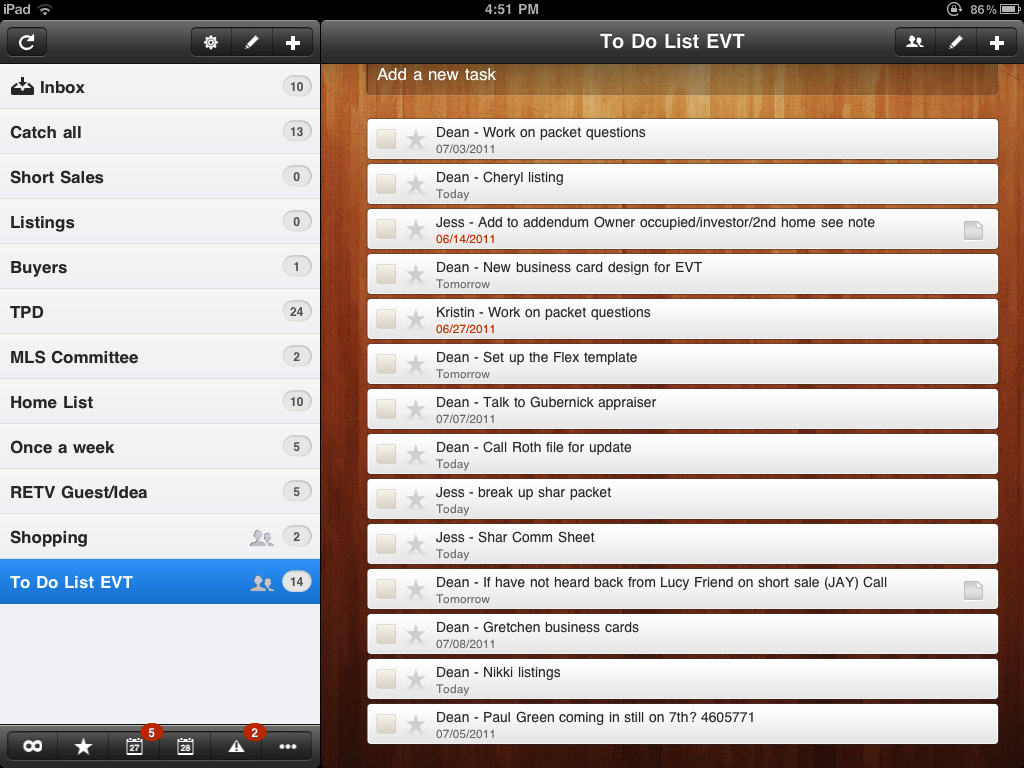 iPad
4:51 PM
86%
To Do List EVT
Inbox 10
Catch all 13
Short Sales 0
Listings 0
Buyers 1
TPD 24
MLS Committee 2
Home List 10
Once a week 5
RETV Guest/Idea 5
Shopping 2
To Do List EVT 14
27 5
28
2
Add a new task
Dean - Work on packet questions
07/03/2011
Dean - Cheryl listing
Today
Jess - Add to addendum Owner occupied/investor/2nd home see note
06/14/2011
Dean - New business card design for EVT
Tomorrow
Kristin - Work on packet questions
06/27/2011
Dean - Set up the Flex template
Tomorrow
Dean - Talk to Gubernick appraiser
07/07/2011
Dean - Call Roth file for update
Today
Jess - break up shar packet
Today
Jess - Shar Comm Sheet
Today
Dean - If have not heard back from Lucy Friend on short sale (JAY) Call
Tomorrow
Dean - Gretchen business cards
07/08/2011
Dean - Nikki listings
Today
Dean - Paul Green coming in still on 7th? 4605771
07/05/2011